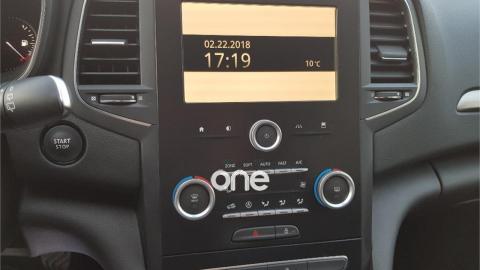 02.22.2018
17:19
10°C
START
STOP
ZONE SOFT AUTO FAST A/C
one